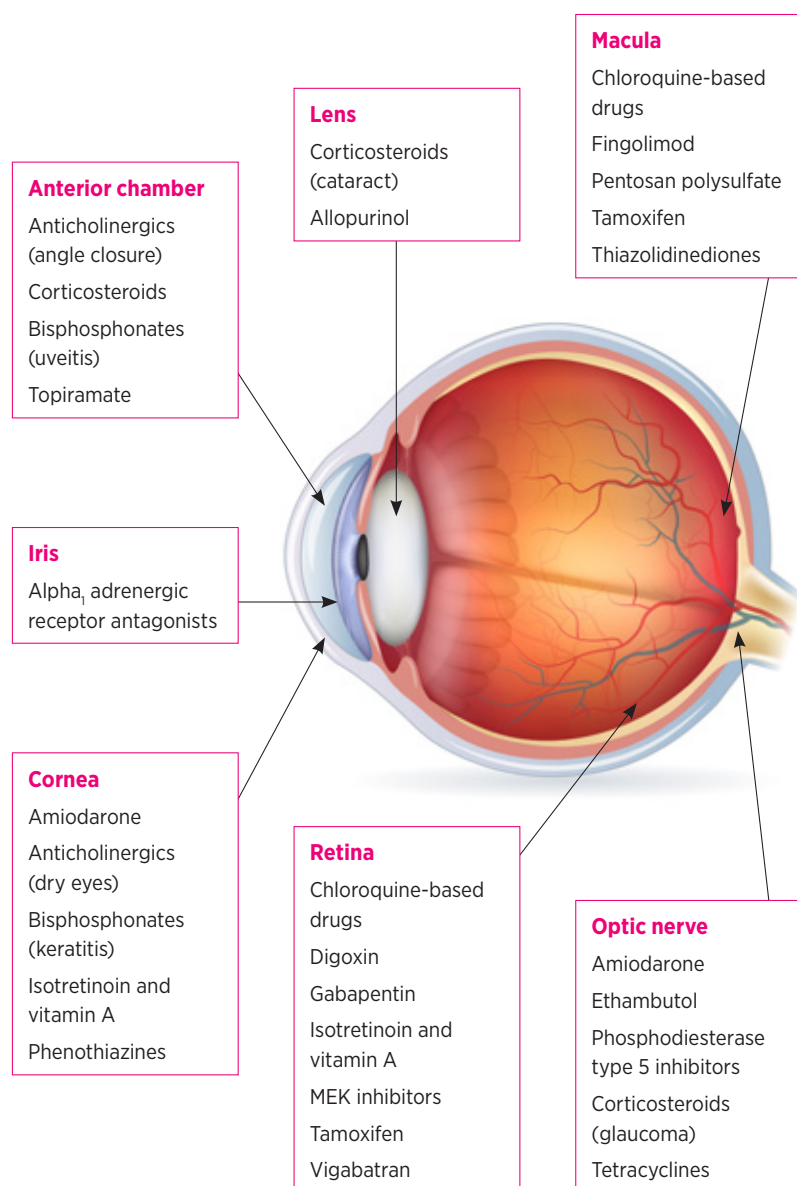 Macula
Chloroquine-based
drugs
Fingolimod
Pentosan polysulfate
Tamoxifen
Thiazolidinediones
Lens
Corticosteroids
(cataract)
Allopurinol
Anterior chamber
Anticholinergics
(angle closure)
Corticosteroids
Bisphosphonates
(uveitis)
Topiramate
Iris
Alpha₁ adrenergic
receptor antagonists
Cornea
Amiodarone
Anticholinergics
(dry eyes)
Bisphosphonates
(keratitis)
Isotretinoin and
vitamin A
Phenothiazines
Retina
Chloroquine-based
drugs
Digoxin
Gabapentin
Isotretinoin and
vitamin A
MEK inhibitors
Tamoxifen
Vigabatran
Optic nerve
Amiodarone
Ethambutol
Phosphodiesterase
type 5 inhibitors
Corticosteroids
(glaucoma)
Tetracyclines